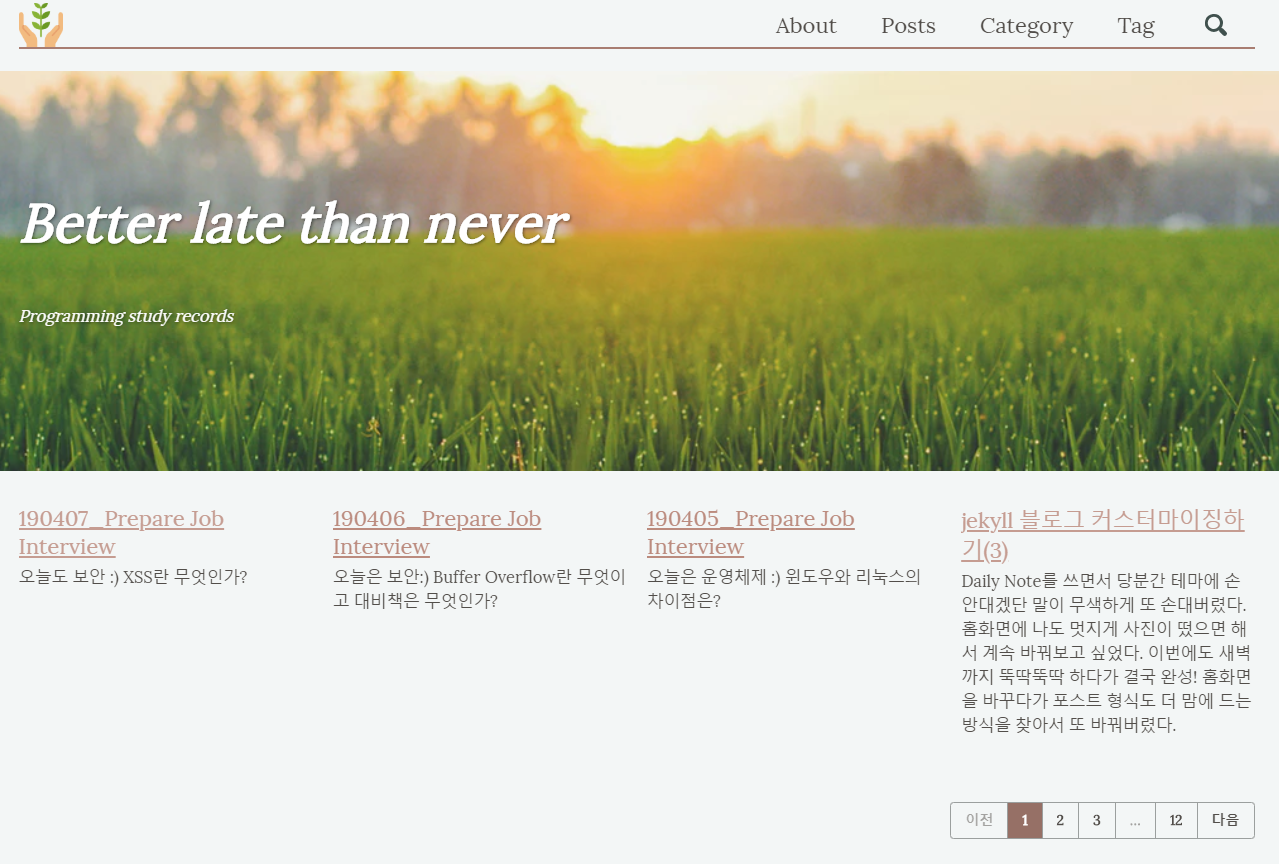 About Posts Category Tag
Better late than never
Programming study records
190407_Prepare Job
Interview
오늘도 보안 :) XSS란 무엇인가?
190406_Prepare Job
Interview
오늘은 보안:) Buffer Overflow란 무엇이
고 대비책은 무엇인가?
190405_Prepare Job
Interview
오늘은 운영체제 :) 윈도우와 리눅스의
차이점은?
jekyll 블로그 커스터마이징하
기(3)
Daily Note를 쓰면서 당분간 테마에 손
안대겠단 말이 무색하게 또 손대버렸다.
홈화면에 나도 멋지게 사진이 떴으면 해
서 계속 바꿔보고 싶었다. 이번에도 새벽
까지 뚝딱뚝딱 하다가 결국 완성! 홈화면
을 바꾸다가 포스트 형식도 더 맘에 드는
방식을 찾아서 또 바꿔버렸다.
이전 1 2 3 … 12 다음